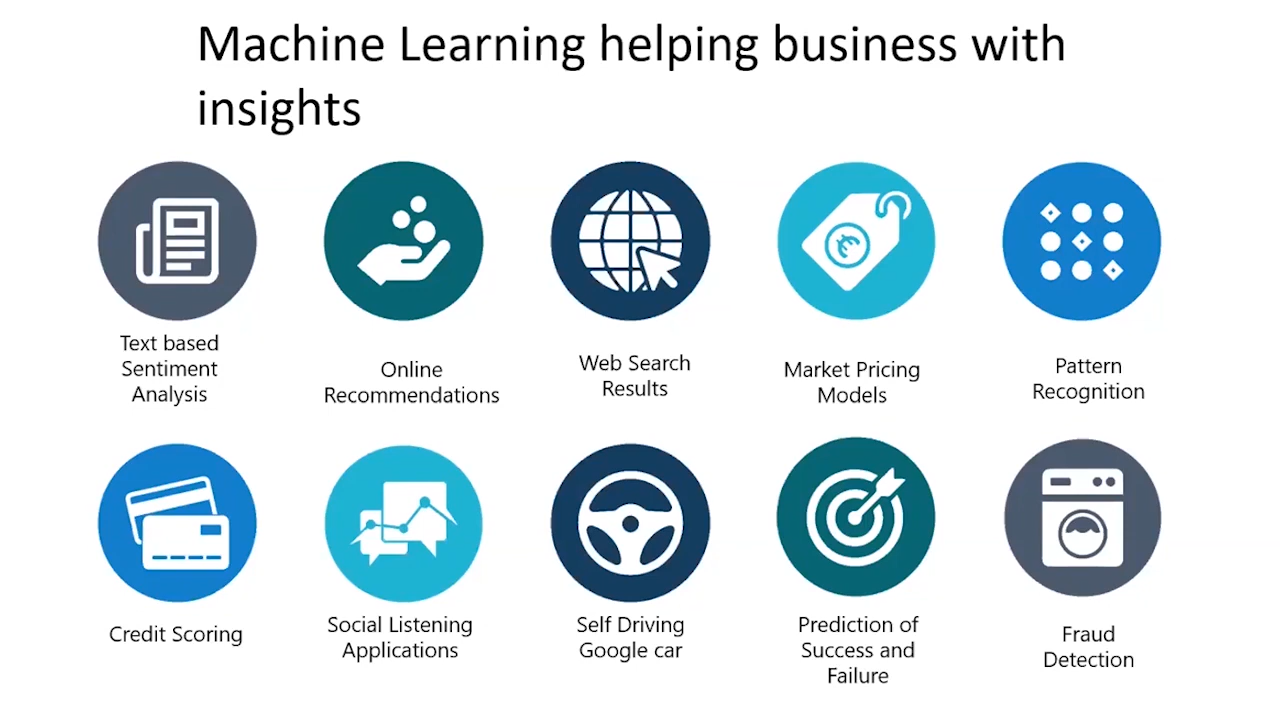 Machine Learning helping business with
insights
Text based
Sentiment
Analysis
Online
Recommendations
Web Search
Results
Market Pricing
Models
Pattern
Recognition
Credit Scoring
Social Listening
Applications
Self Driving
Google car
Prediction of
Success and
Failure
Fraud
Detection